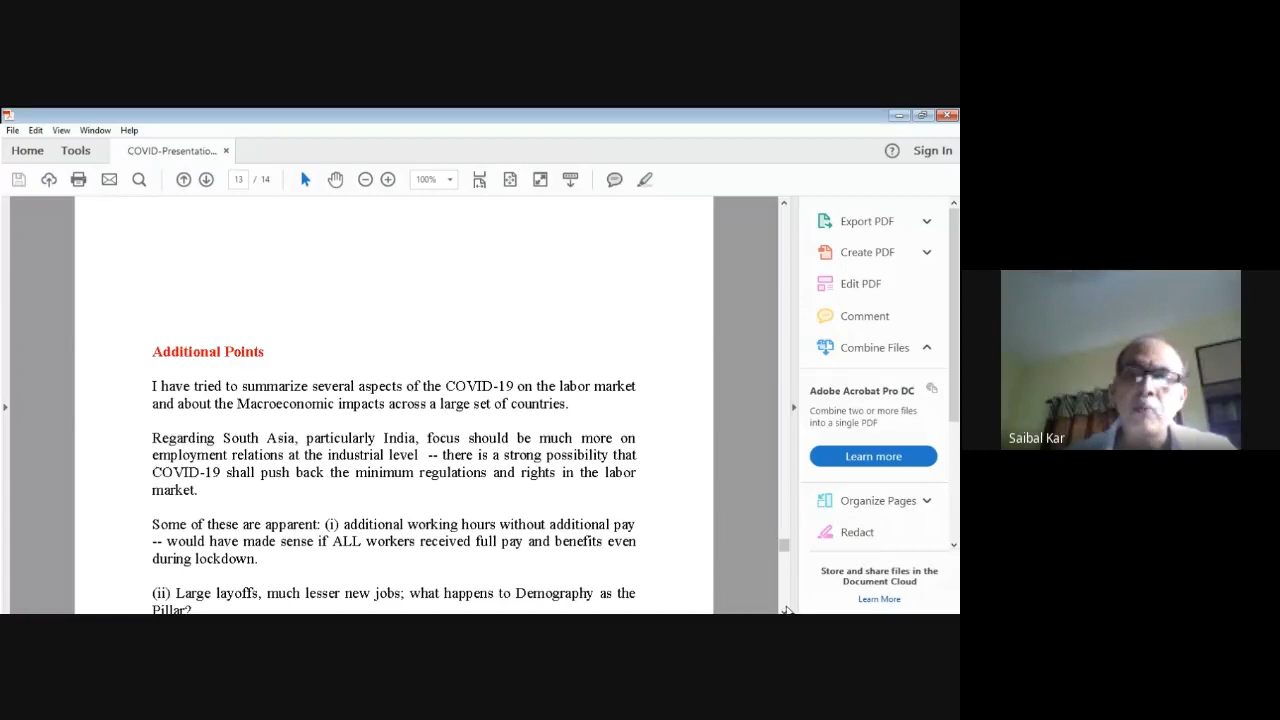 File Edit View Window Help
Home Tools COVID-Presentatio... × Sign In
13 / 14 100%
Additional Points
I have tried to summarize several aspects of the COVID-19 on the labor market
and about the Macroeconomic impacts across a large set of countries.
Regarding South Asia, particularly India, focus should be much more on
employment relations at the industrial level -- there is a strong possibility that
COVID-19 shall push back the minimum regulations and rights in the labor
market.
Some of these are apparent: (i) additional working hours without additional pay
-- would have made sense if ALL workers received full pay and benefits even
during lockdown.
(ii) Large layoffs, much lesser new jobs; what happens to Demography as the
Pillar?
Export PDF
Create PDF
Edit PDF
Comment
Combine Files
Adobe Acrobat Pro DC
Combine two or more files
into a single PDF
Learn more
Organize Pages
Redact
Store and share files in the
Document Cloud
Learn More
Saibal Kar